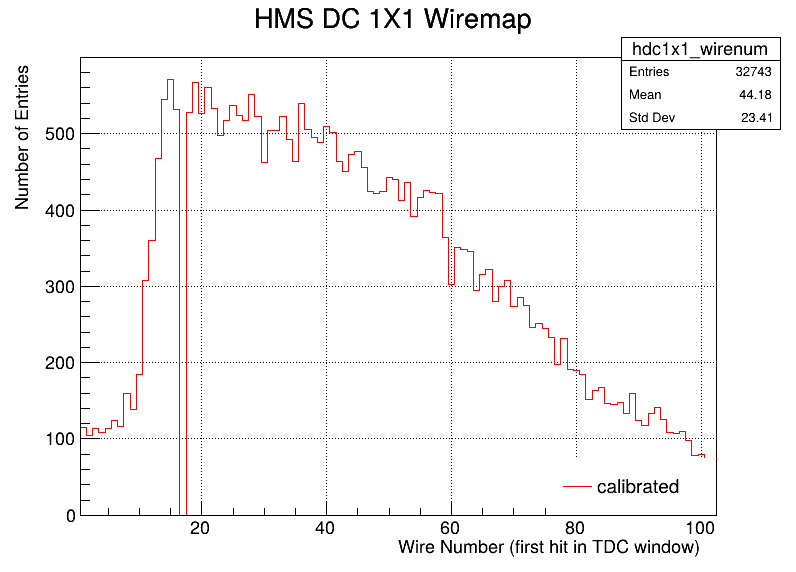 HMS DC 1X1 Wiremap
hdc1x1_wirenum
Entries 32743
Mean 44.18
Std Dev 23.41
Number of Entries
500
400
300
200
100
0
calibrated
20 40 60 80 100
Wire Number (first hit in TDC window)